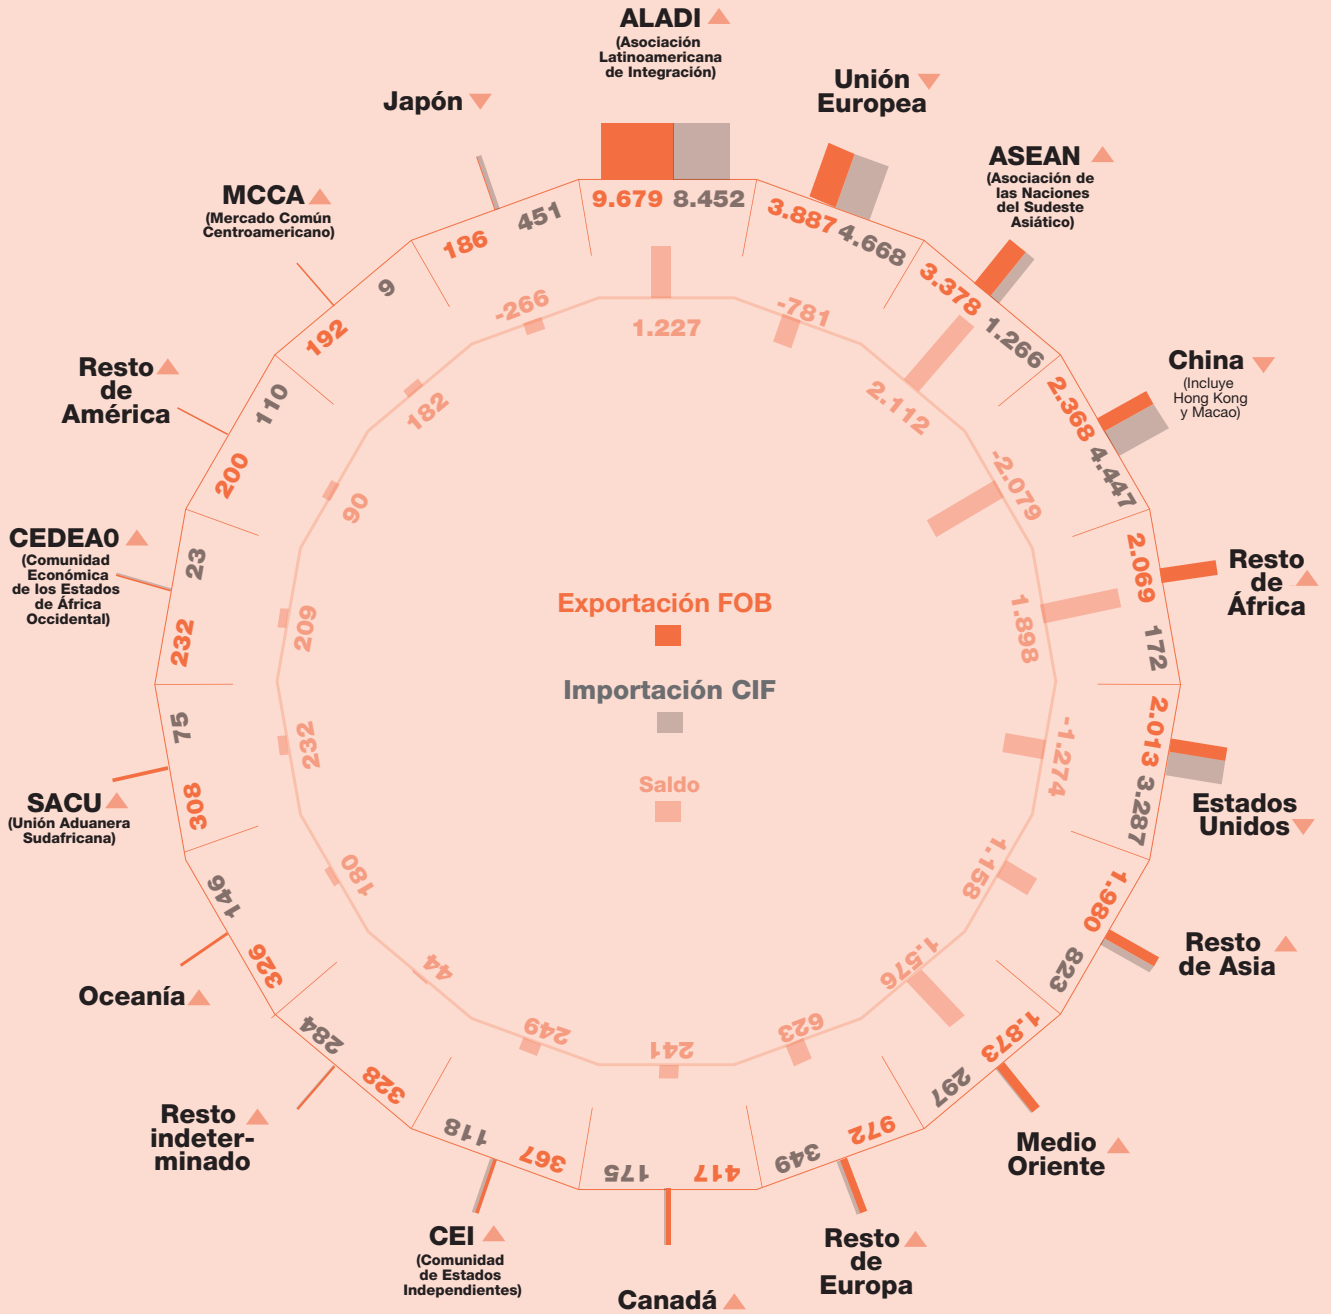 ALADI
(Asociación
Latinoamericana
de Integración)
9.679 8.452
1.227
Unión
Europea
3.887 4.668
-781
ASEAN
(Asociación de
las Naciones
del Sudeste
Asiático)
3.378 1.266
2.112
China
(Incluye
Hong Kong
y Macao)
2.368 4.447
-2.079
Resto
de
África
2.069 172
1.898
Estados
Unidos
2.013 3.287
-1.274
Resto
de Asia
1.980 823
1.158
Medio
Oriente
1.873 297
1.576
Resto
de
Europa
972 349
623
Canadá
417 175
241
CEI
(Comunidad
de Estados
Independientes)
367 118
249
Resto
indeter-
minado
328 284
44
Oceanía
326 146
180
SACU
(Unión Aduanera
Sudafricana)
308 75
232
CEDEA0
(Comunidad
Económica
de los Estados
de África
Occidental)
232 23
209
Resto
de
América
200 110
90
MCCA
(Mercado Común
Centroamericano)
192 9
182
Japón
186 451
-266
Exportación FOB
Importación CIF
Saldo